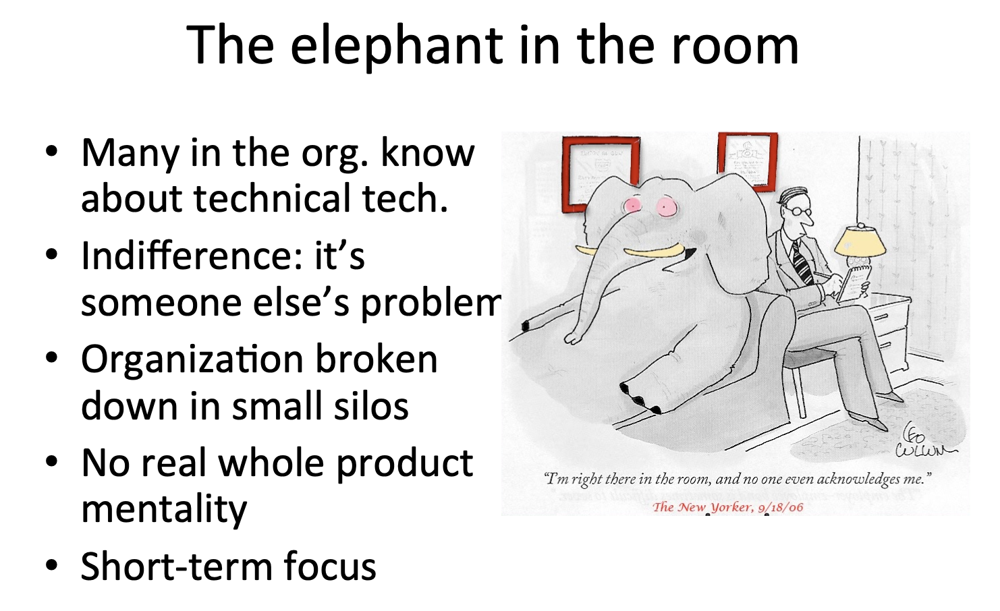 The elephant in the room
• Many in the org. know
about technical tech.
• Indifference: it's
someone else's problem
• Organization broken
down in small silos
• No real whole product
mentality
• Short-term focus
LEO
CULLUM
"I'm right there in the room, and no one even acknowledges me."
The New Yorker, 9/18/06